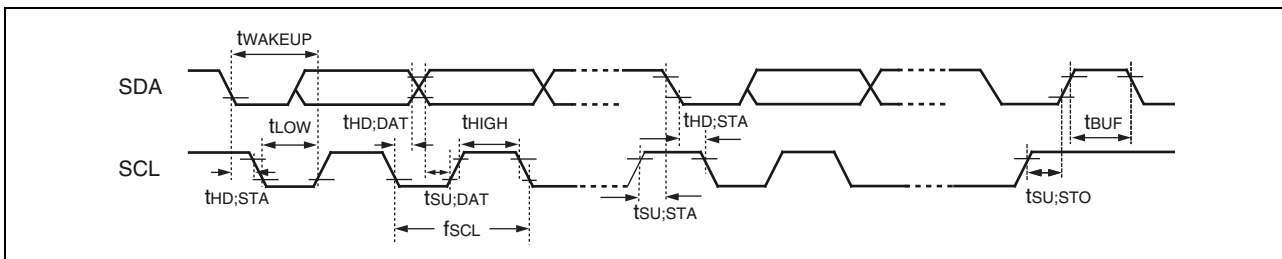 tWAKEUP
SDA
tLOW
tHD;DAT
tHIGH
tHD;STA
tBUF
SCL
tHD;STA
tSU;DAT
tSU;STA
tSU;STO
fSCL